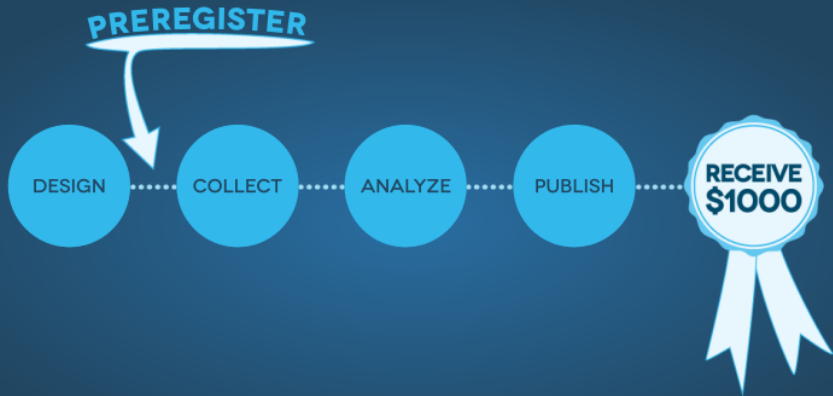 PREREGISTER
DESIGN
COLLECT
ANALYZE
PUBLISH
RECEIVE
$1000